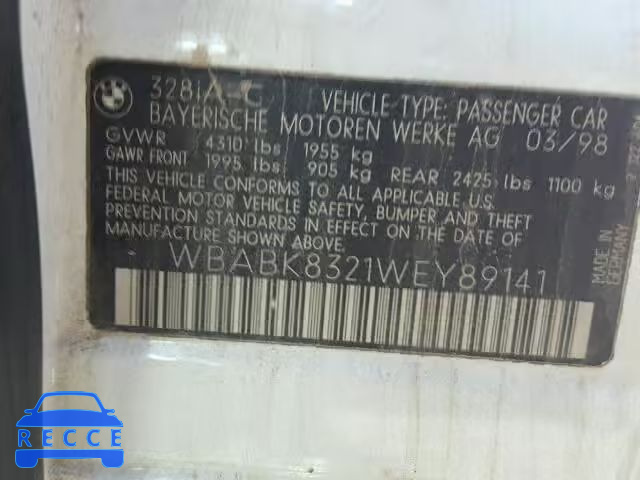 328iA-C VEHICLE TYPE: PASSENGER CAR
BAYERISCHE MOTOREN WERKE AG 03/98
GVWR 4310 lbs 1955 kg
GAWR FRONT 1995 lbs 905 kg REAR 2425 lbs 1100 kg
THIS VEHICLE CONFORMS TO ALL APPLICABLE U.S.
FEDERAL MOTOR VEHICLE SAFETY, BUMPER, AND THEFT
PREVENTION STANDARDS IN EFFECT ON THE DATE OF
MANUFACTURE SHOWN ABOVE.
WBABK8321WEY89141
MADE IN
GERMANY
RECCE